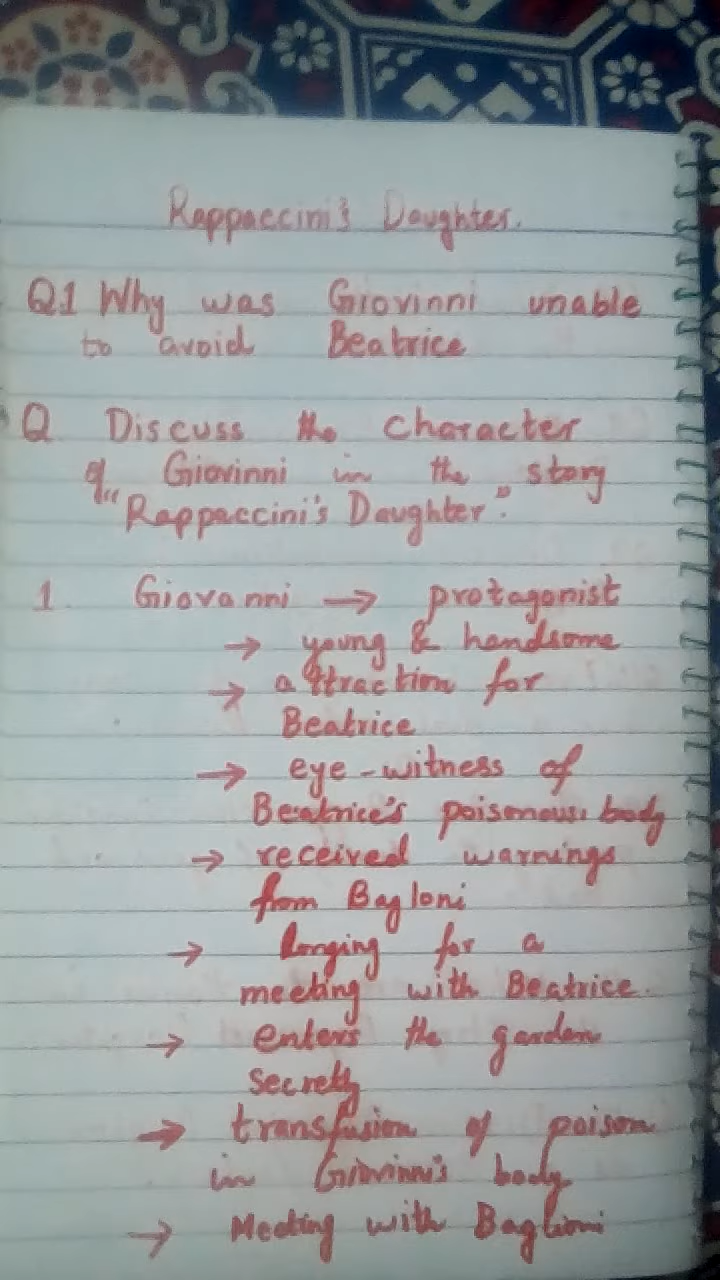 Rappaccini's Daughter.
Q1 Why was Giovinni unable
to avoid Beatrice
Q Discuss the character
of Giovinni in the story
"Rappaccini's Daughter".
1. Giovanni → protagonist
→ young & handsome
→ attraction for
Beatrice
→ eye-witness of
Beatrice's poisonous body
→ received warnings
from Bagloni
→ longing for a
meeting with Beatrice.
→ enters the garden
secretly
→ transfusion of poison
in Giovinni's body
→ Meeting with Baglioni